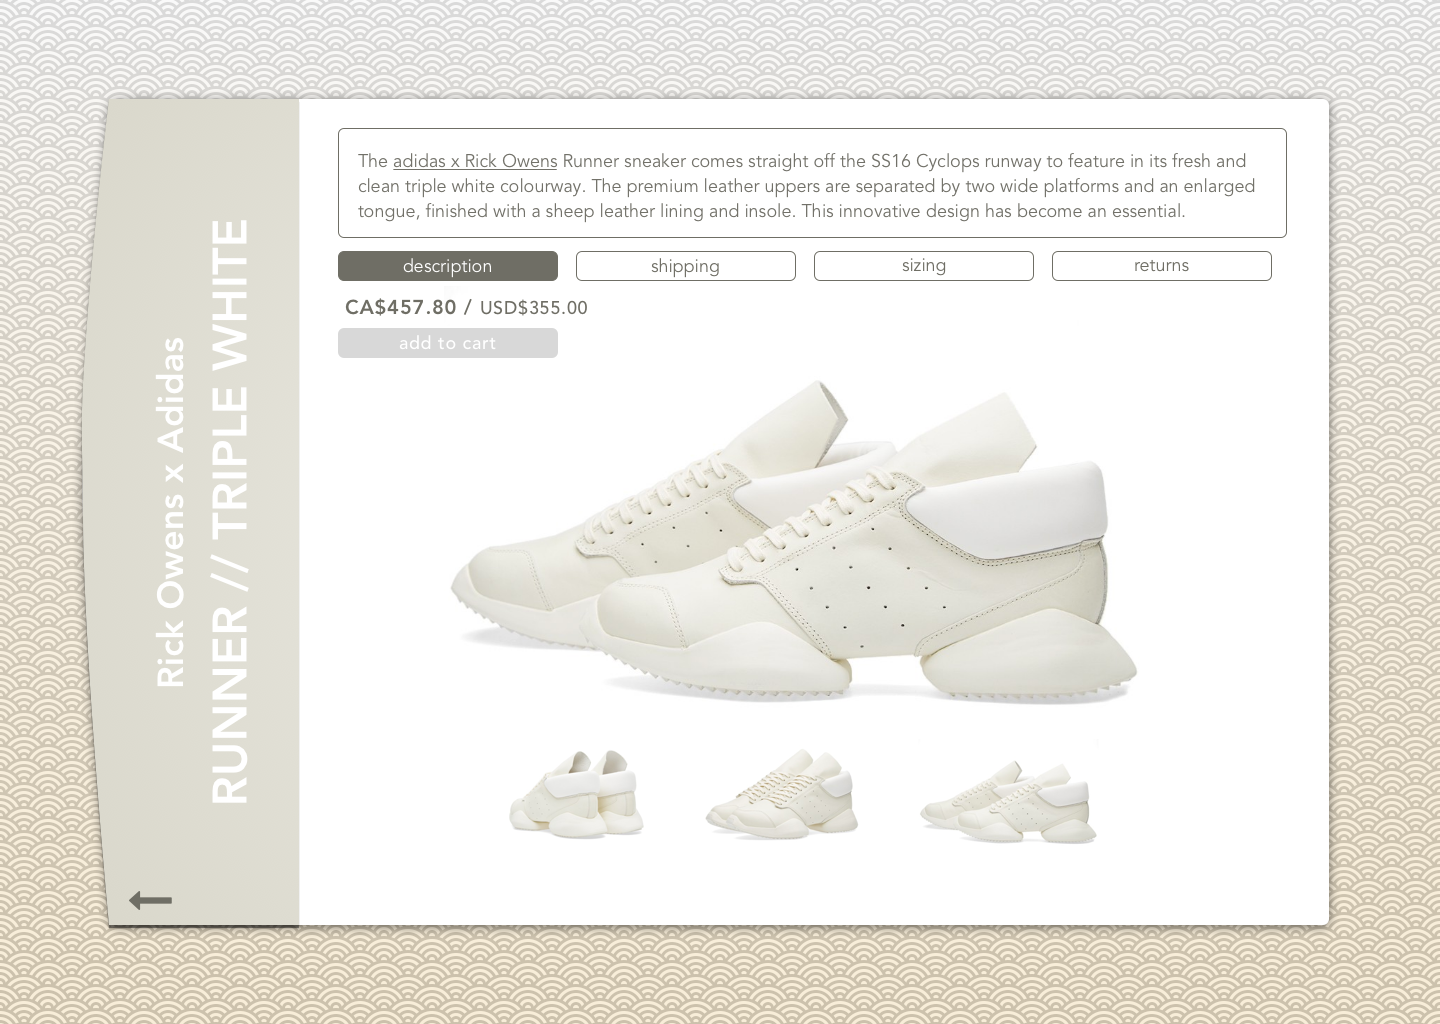 Rick Owens x Adidas
RUNNER // TRIPLE WHITE
The adidas x Rick Owens Runner sneaker comes straight off the SS16 Cyclops runway to feature in its fresh and
clean triple white colourway. The premium leather uppers are separated by two wide platforms and an enlarged
tongue, finished with a sheep leather lining and insole. This innovative design has become an essential.
description shipping sizing returns
CA$457.80 / USD$355.00
add to cart